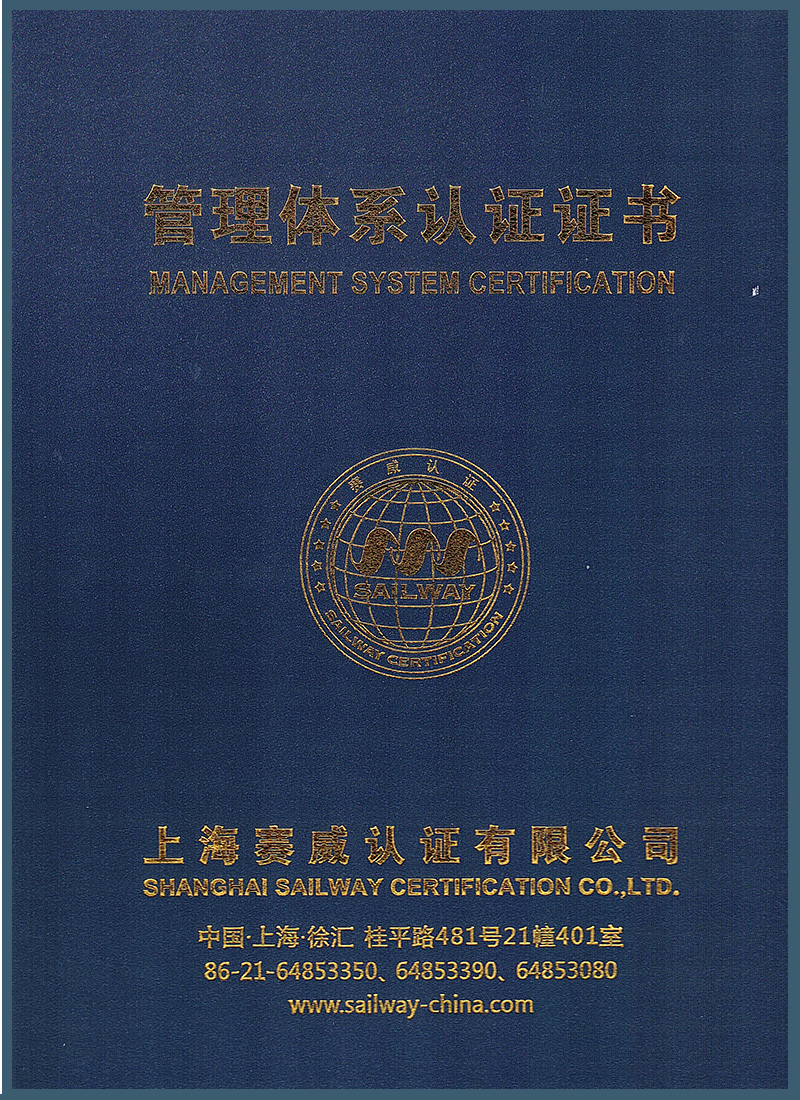 管理体系认证证书
MANAGEMENT SYSTEM CERTIFICATION
赛威认证
SAILWAY
SAILWAY CERTIFICATION
上海赛威认证有限公司
SHANGHAI SAILWAY CERTIFICATION CO.,LTD.
中国·上海·徐汇 桂平路481号21幢401室
86-21-64853350、64853390、64853080
www.sailway-china.com